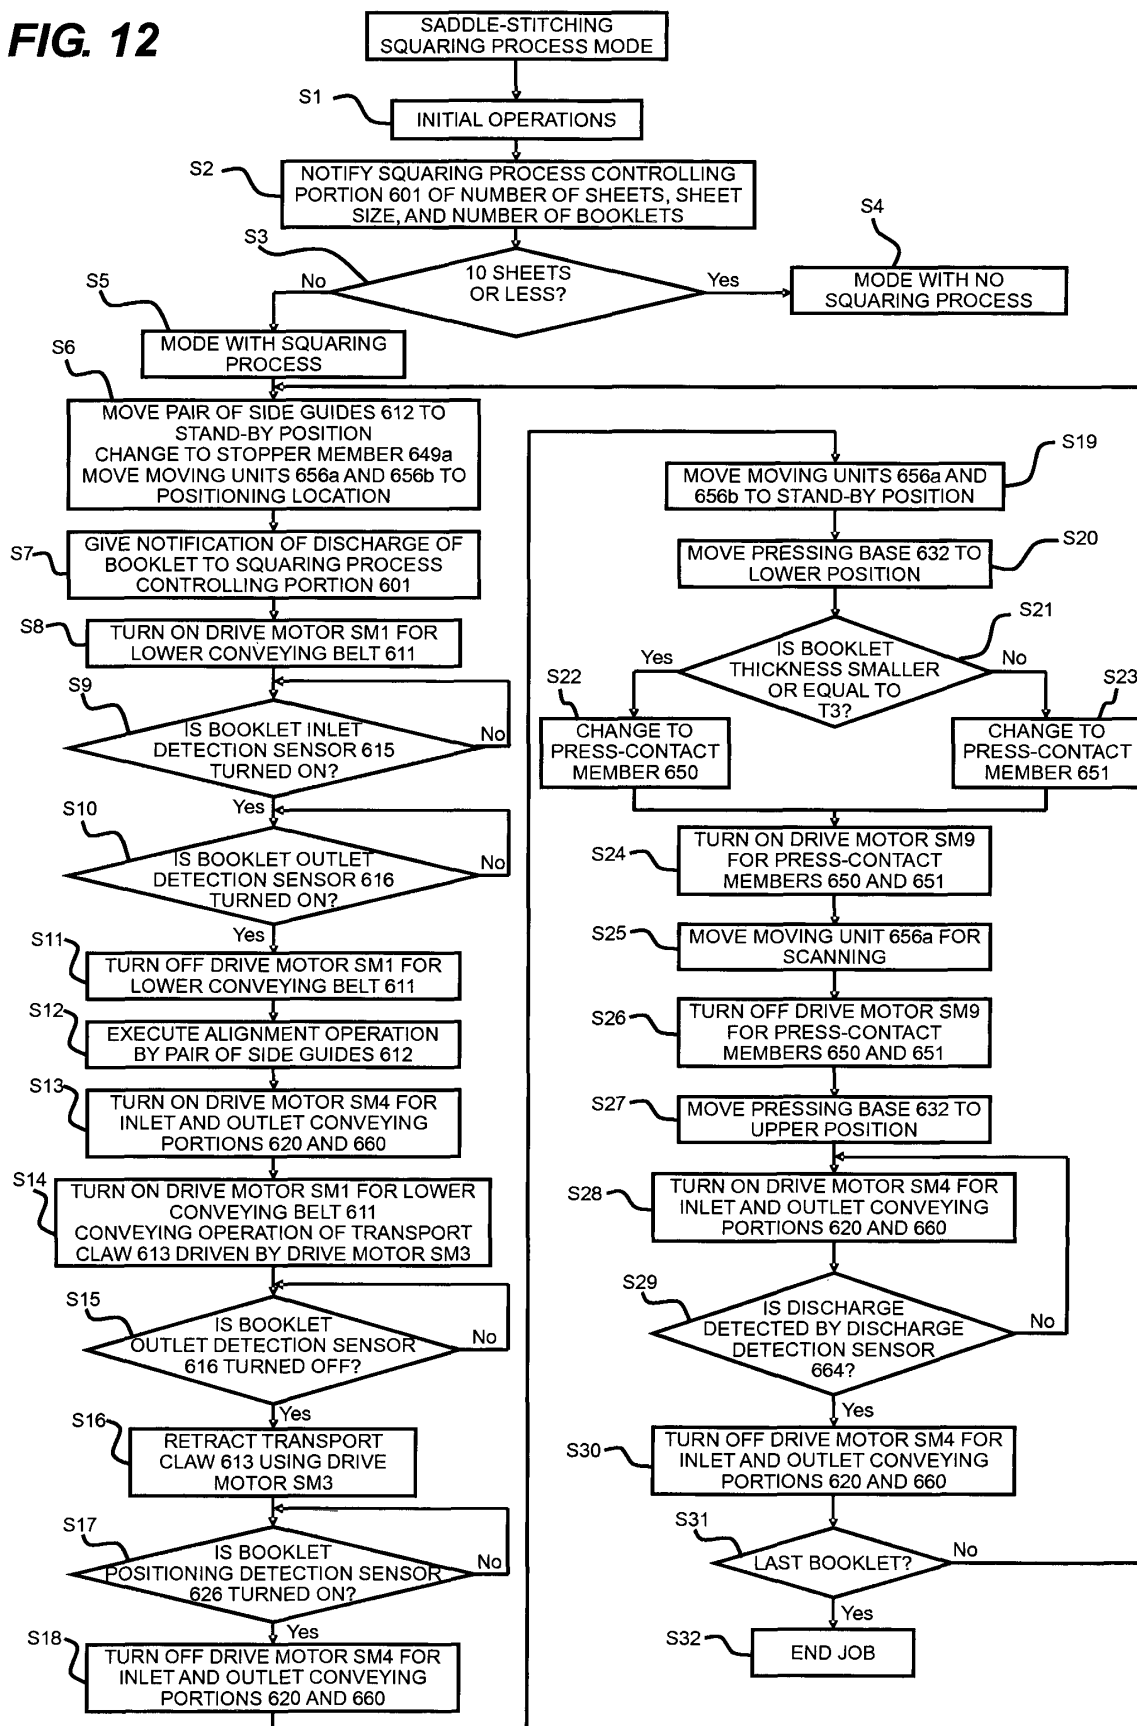 FIG. 12
SADDLE-STITCHING
SQUARING PROCESS MODE
S1
INITIAL OPERATIONS
S2
NOTIFY SQUARING PROCESS CONTROLLING
PORTION 601 OF NUMBER OF SHEETS, SHEET
SIZE, AND NUMBER OF BOOKLETS
S3
10 SHEETS
OR LESS?
No
Yes
S4
MODE WITH NO
SQUARING PROCESS
S5
MODE WITH SQUARING
PROCESS
S6
MOVE PAIR OF SIDE GUIDES 612 TO
STAND-BY POSITION
CHANGE TO STOPPER MEMBER 649a
MOVE MOVING UNITS 656a AND 656b TO
POSITIONING LOCATION
S7
GIVE NOTIFICATION OF DISCHARGE OF
BOOKLET TO SQUARING PROCESS
CONTROLLING PORTION 601
S8
TURN ON DRIVE MOTOR SM1 FOR
LOWER CONVEYING BELT 611
S9
IS BOOKLET INLET
DETECTION SENSOR 615
TURNED ON?
No
Yes
S10
IS BOOKLET OUTLET
DETECTION SENSOR 616
TURNED ON?
No
Yes
S11
TURN OFF DRIVE MOTOR SM1 FOR
LOWER CONVEYING BELT 611
S12
EXECUTE ALIGNMENT OPERATION
BY PAIR OF SIDE GUIDES 612
S13
TURN ON DRIVE MOTOR SM4 FOR
INLET AND OUTLET CONVEYING
PORTIONS 620 AND 660
S14
TURN ON DRIVE MOTOR SM1 FOR LOWER
CONVEYING BELT 611
CONVEYING OPERATION OF TRANSPORT
CLAW 613 DRIVEN BY DRIVE MOTOR SM3
S15
IS BOOKLET
OUTLET DETECTION SENSOR
616 TURNED OFF?
No
Yes
S16
RETRACT TRANSPORT
CLAW 613 USING DRIVE
MOTOR SM3
S17
IS BOOKLET
POSITIONING DETECTION SENSOR
626 TURNED ON?
No
Yes
S18
TURN OFF DRIVE MOTOR SM4 FOR
INLET AND OUTLET CONVEYING
PORTIONS 620 AND 660
S19
MOVE MOVING UNITS 656a AND
656b TO STAND-BY POSITION
S20
MOVE PRESSING BASE 632 TO
LOWER POSITION
S21
IS BOOKLET
THICKNESS SMALLER
OR EQUAL TO
T3?
Yes
No
S22
CHANGE TO
PRESS-CONTACT
MEMBER 650
S23
CHANGE TO
PRESS-CONTACT
MEMBER 651
S24
TURN ON DRIVE MOTOR SM9
FOR PRESS-CONTACT
MEMBERS 650 AND 651
S25
MOVE MOVING UNIT 656a FOR
SCANNING
S26
TURN OFF DRIVE MOTOR SM9
FOR PRESS-CONTACT
MEMBERS 650 AND 651
S27
MOVE PRESSING BASE 632 TO
UPPER POSITION
S28
TURN ON DRIVE MOTOR SM4 FOR
INLET AND OUTLET CONVEYING
PORTIONS 620 AND 660
S29
IS DISCHARGE
DETECTED BY DISCHARGE
DETECTION SENSOR
664?
No
Yes
S30
TURN OFF DRIVE MOTOR SM4 FOR
INLET AND OUTLET CONVEYING
PORTIONS 620 AND 660
S31
LAST BOOKLET?
No
Yes
S32
END JOB